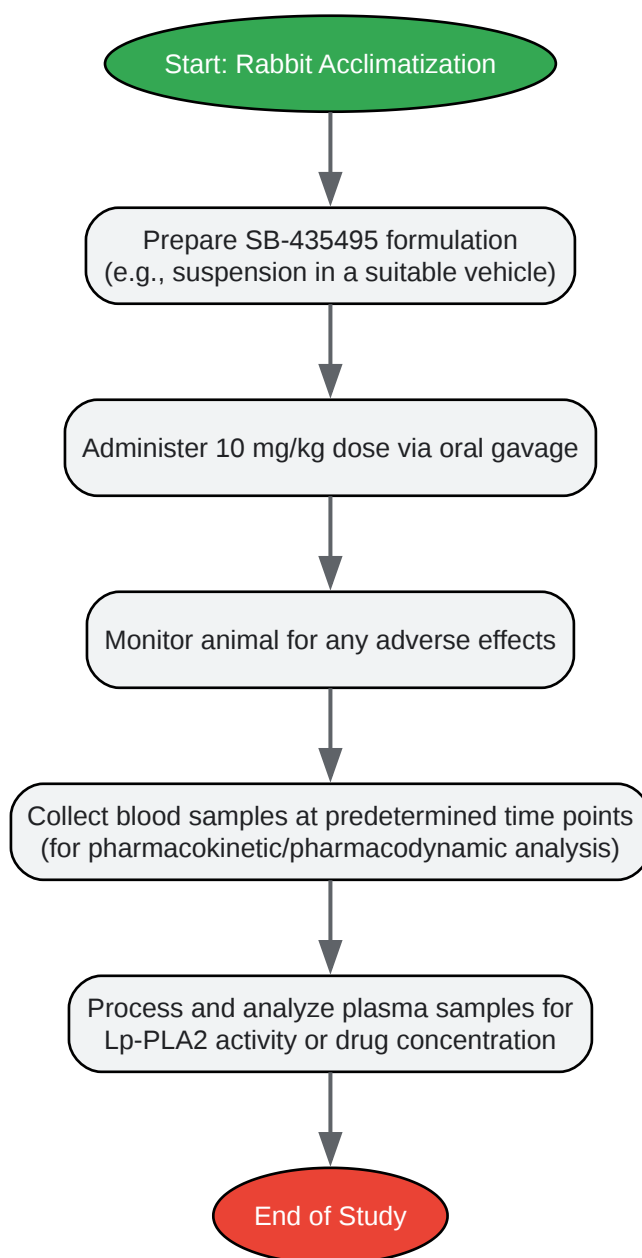 Start: Rabbit Acclimatization
Prepare SB-435495 formulation
(e.g., suspension in a suitable vehicle)
Administer 10 mg/kg dose via oral gavage
Monitor animal for any adverse effects
Collect blood samples at predetermined time points
(for pharmacokinetic/pharmacodynamic analysis)
Process and analyze plasma samples for
Lp-PLA2 activity or drug concentration
End of Study